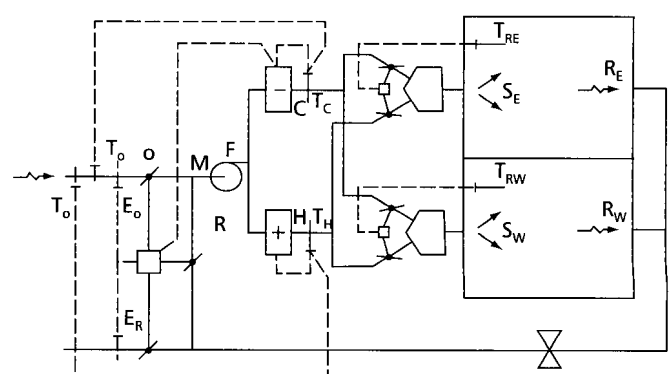 T_RE
R_E
S_E
C T_C
F
M
T_o o
T_o E_o
R
H T_H
T_RW
R_W
S_W
E_R